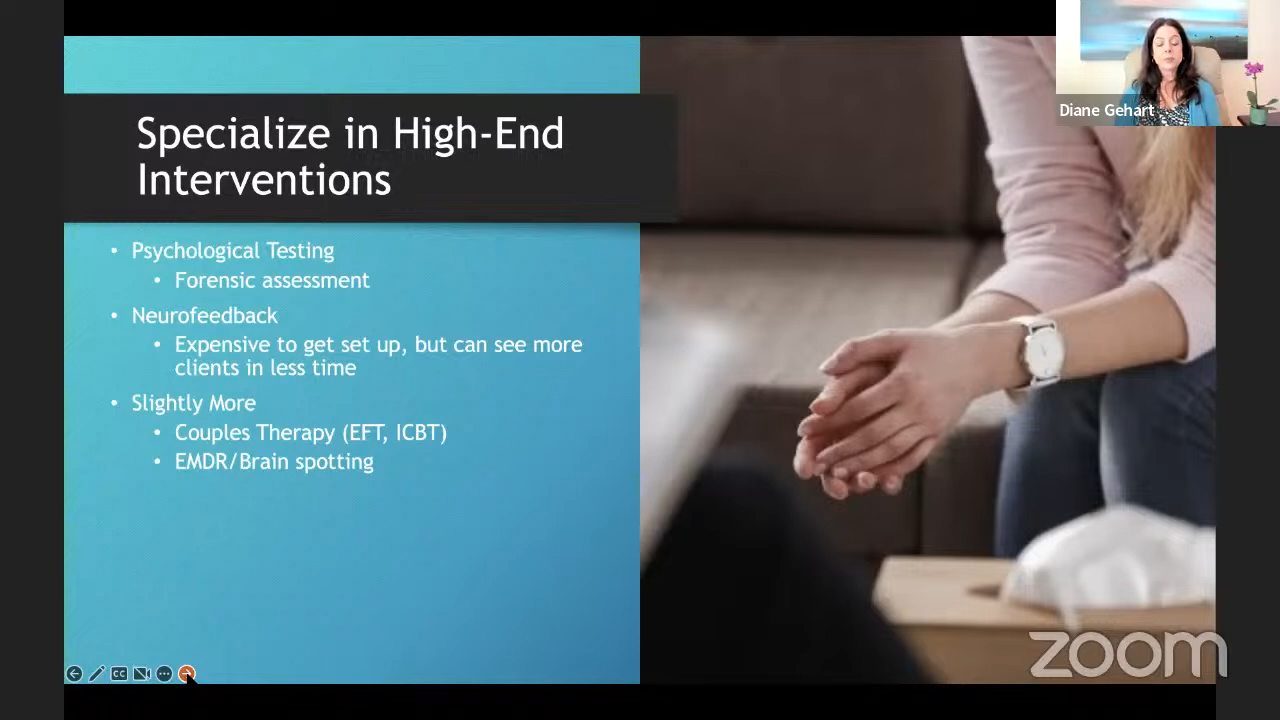 Specialize in High-End
Interventions
• Psychological Testing
• Forensic assessment
• Neurofeedback
• Expensive to get set up, but can see more
clients in less time
• Slightly More
• Couples Therapy (EFT, ICBT)
• EMDR/Brain spotting
Diane Gehart
CC
zoom